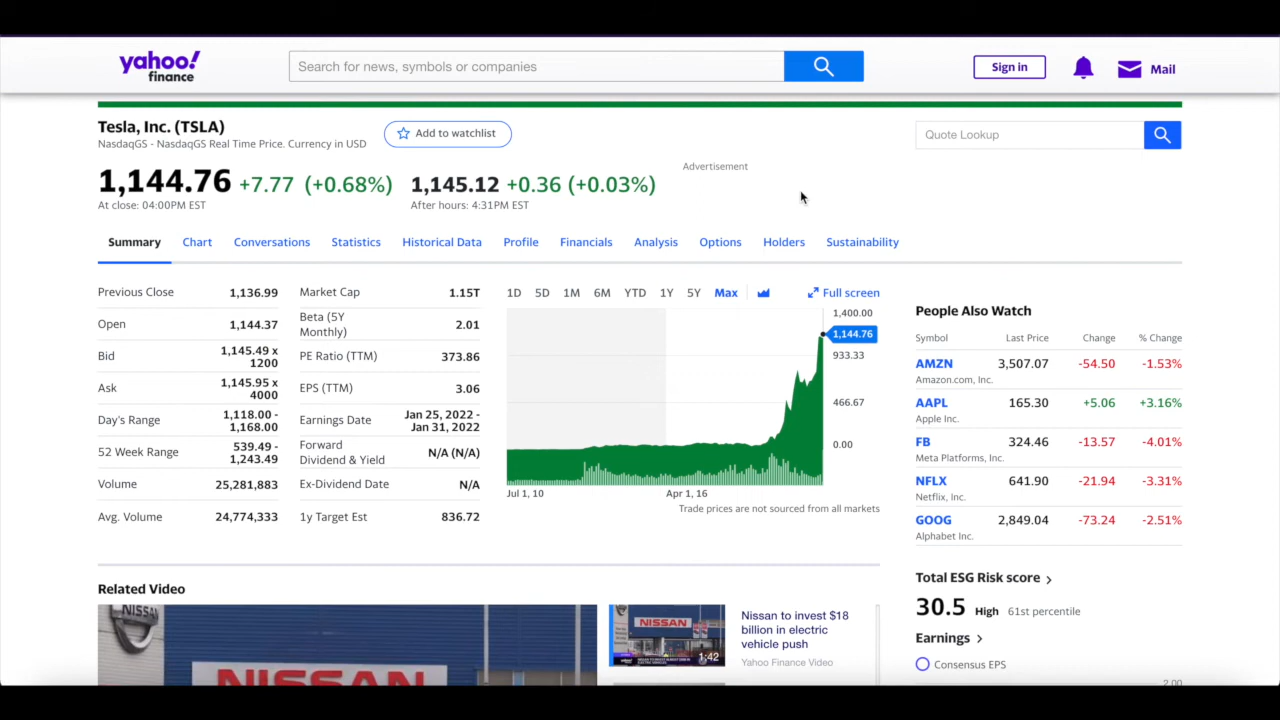 yahoo!
finance
Search for news, symbols or companies
Sign in
Mail
Tesla, Inc. (TSLA)
NasdaqGS - NasdaqGS Real Time Price. Currency in USD
Add to watchlist
Quote Lookup
Advertisement
1,144.76 +7.77 (+0.68%)
At close: 04:00PM EST
1,145.12 +0.36 (+0.03%)
After hours: 4:31PM EST
Summary Chart Conversations Statistics Historical Data Profile Financials Analysis Options Holders Sustainability
Previous Close 1,136.99
Open 1,144.37
Bid 1,145.49 x
1200
Ask 1,145.95 x
4000
Day's Range 1,118.00 -
1,168.00
52 Week Range 539.49 -
1,243.49
Volume 25,281,883
Avg. Volume 24,774,333
Market Cap 1.15T
Beta (5Y
Monthly) 2.01
PE Ratio (TTM) 373.86
EPS (TTM) 3.06
Earnings Date Jan 25, 2022 -
Jan 31, 2022
Forward
Dividend & Yield N/A (N/A)
Ex-Dividend Date N/A
1y Target Est 836.72
1D 5D 1M 6M YTD 1Y 5Y Max Full screen
1,400.00
1,144.76
933.33
466.67
0.00
Jul 1, 10 Apr 1, 16
Trade prices are not sourced from all markets
People Also Watch
Symbol Last Price Change % Change
AMZN 3,507.07 -54.50 -1.53%
Amazon.com, Inc.
AAPL 165.30 +5.06 +3.16%
Apple Inc.
FB 324.46 -13.57 -4.01%
Meta Platforms, Inc.
NFLX 641.90 -21.94 -3.31%
Netflix, Inc.
GOOG 2,849.04 -73.24 -2.51%
Alphabet Inc.
Total ESG Risk score
30.5 High 61st percentile
Earnings
Consensus EPS
2.00
Related Video
NISSAN
NISSAN
NISSAN
1:42
Nissan to invest $18
billion in electric
vehicle push
Yahoo Finance Video